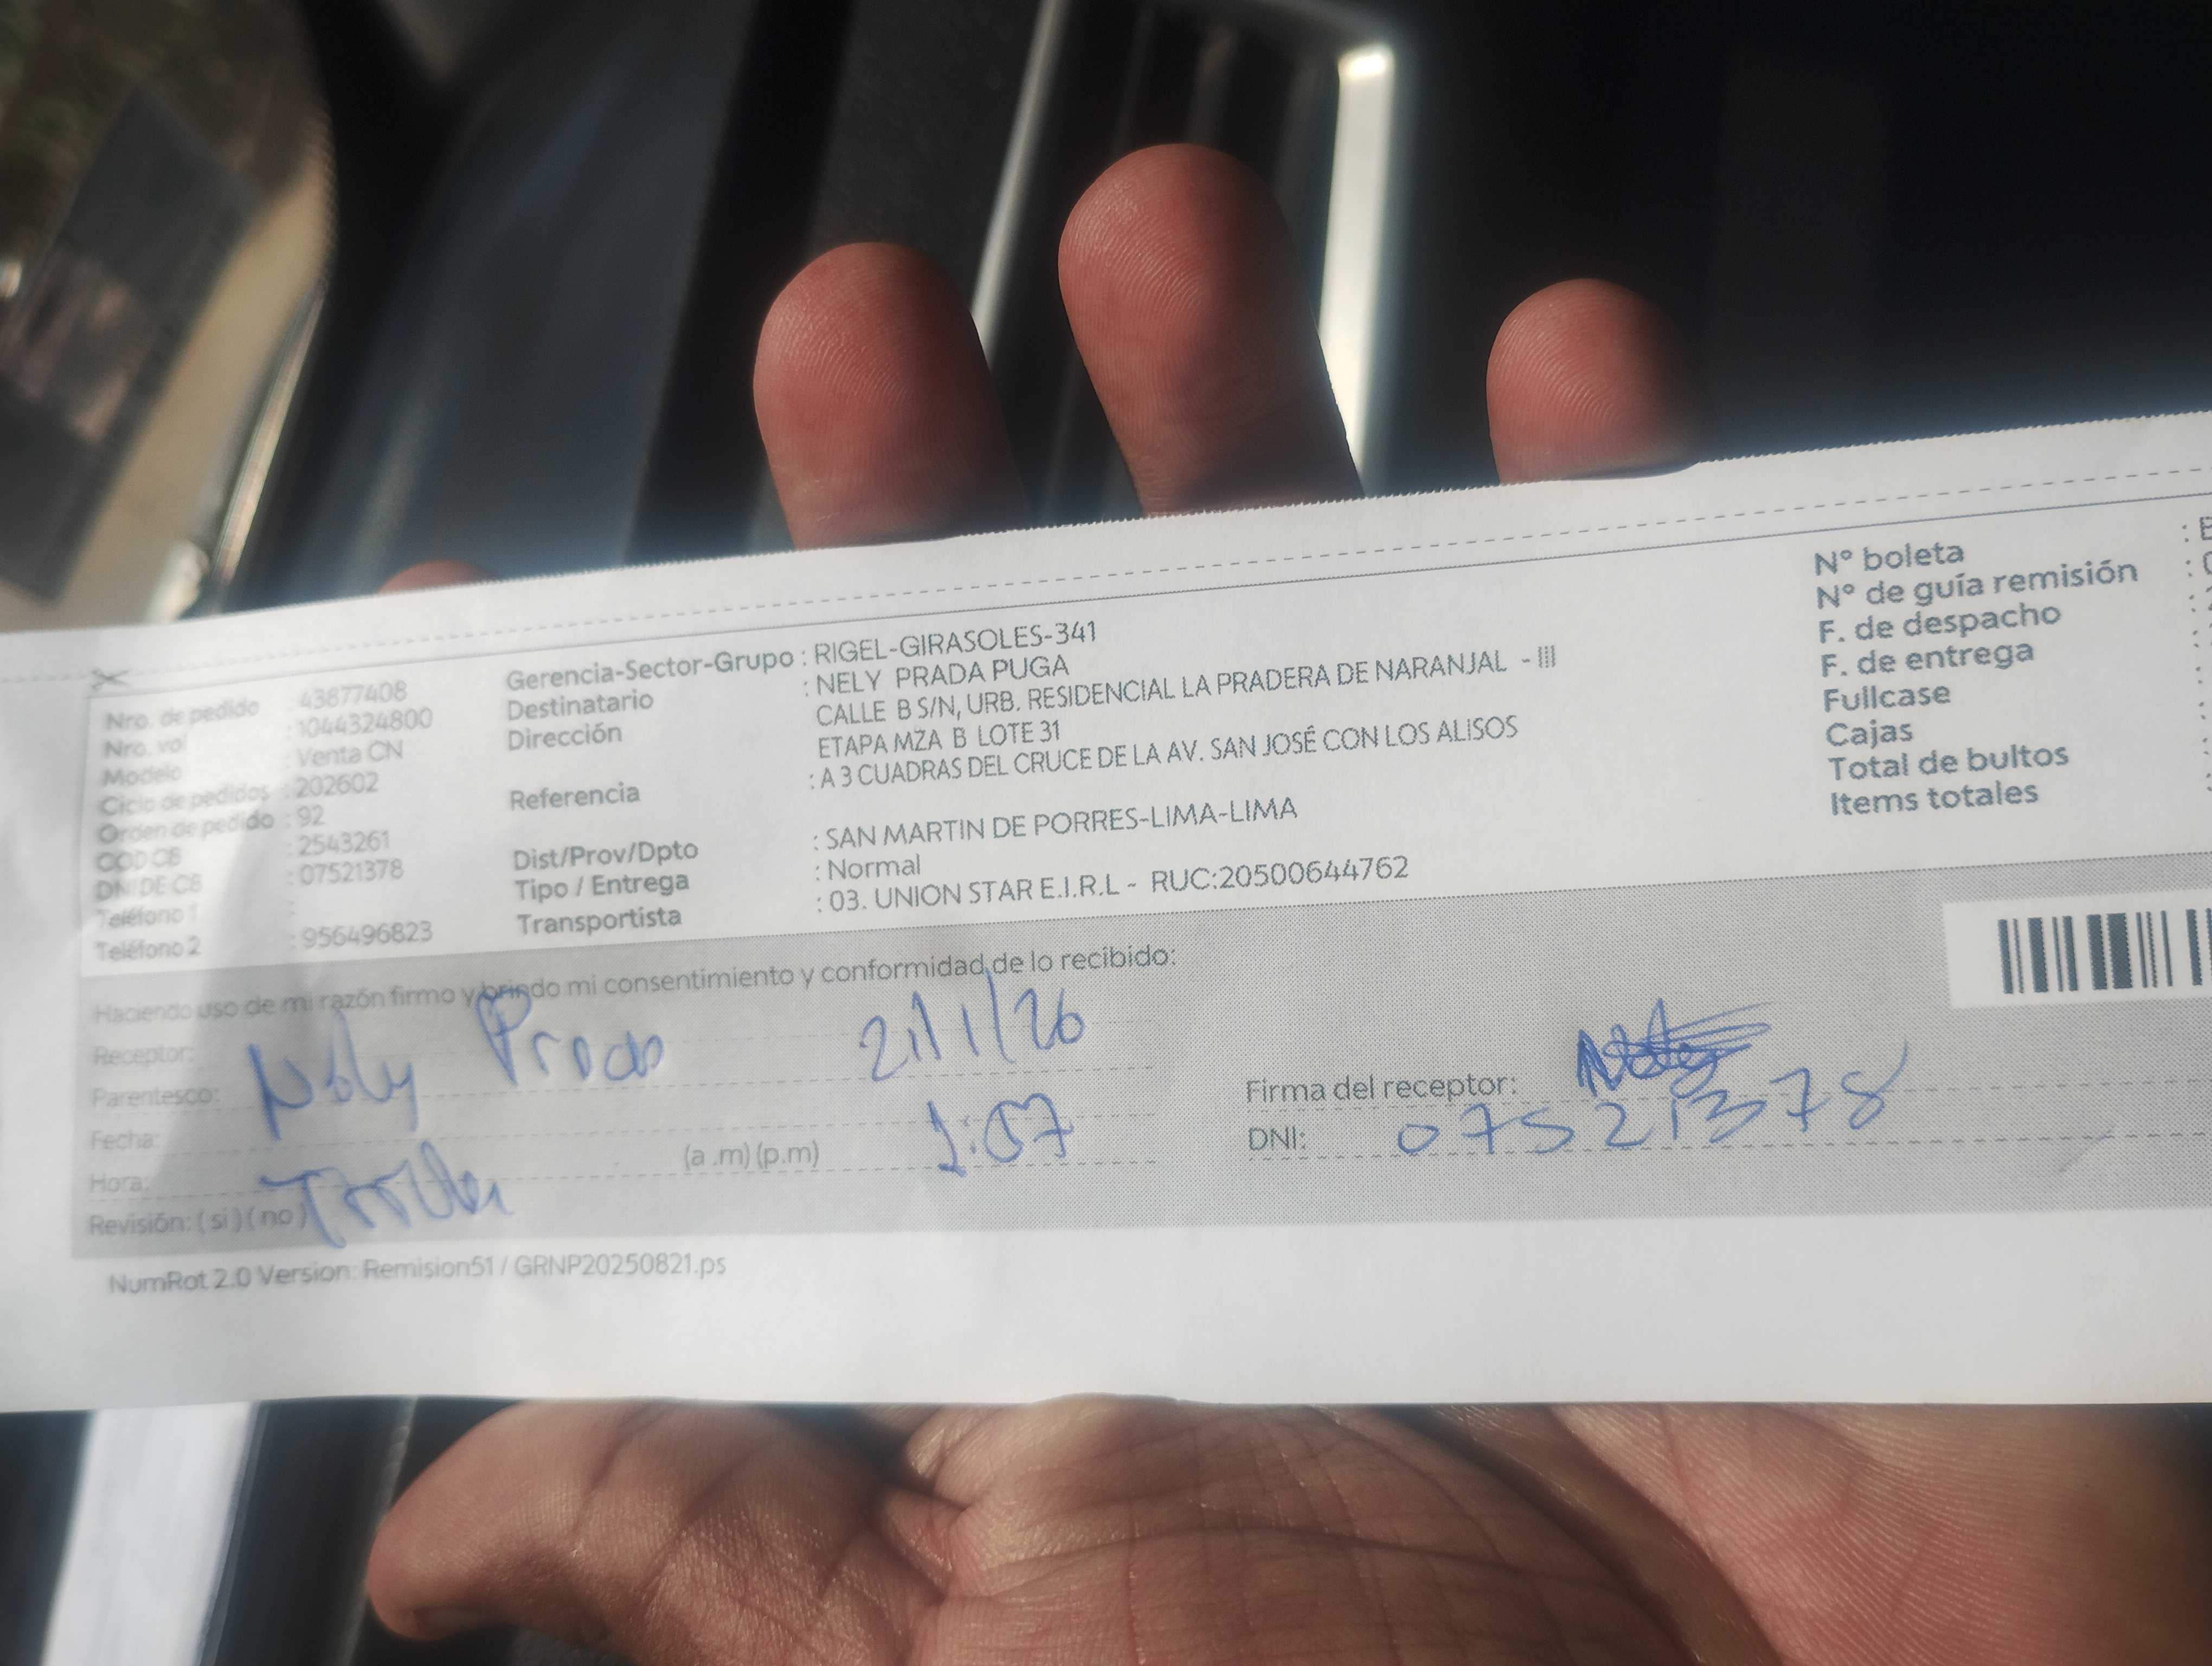 Nro. de pedido : 43877408
Nro. vol : 1044324800
Modelo : Venta CN
Ciclo de pedidos : 202602
Orden de pedido : 92
COD CB : 2543261
DNI DE CB : 07521378
Teléfono 1 :
Teléfono 2 : 956496823
Gerencia-Sector-Grupo : RIGEL-GIRASOLES-341
Destinatario : NELY PRADA PUGA
Dirección CALLE B S/N, URB. RESIDENCIAL LA PRADERA DE NARANJAL - III
ETAPA MZA B LOTE 31
Referencia : A 3 CUADRAS DEL CRUCE DE LA AV. SAN JOSÉ CON LOS ALISOS
Dist/Prov/Dpto : SAN MARTIN DE PORRES-LIMA-LIMA
Tipo / Entrega : Normal
Transportista : 03. UNION STAR E.I.R.L - RUC:20500644762
N° boleta
N° de guía remisión
F. de despacho
F. de entrega
Fullcase
Cajas
Total de bultos
Items totales
Haciendo uso de mi razón firmo y brindo mi consentimiento y conformidad de lo recibido:
Receptor: Nely Prada 21/1/26
Parentesco:
Fecha:
Hora: (a .m) (p.m) 1:07
Revisión: ( si ) ( no )
Firma del receptor:
DNI: 07521378
NumRot 2.0 Version: Remision51 / GRNP20250821.ps